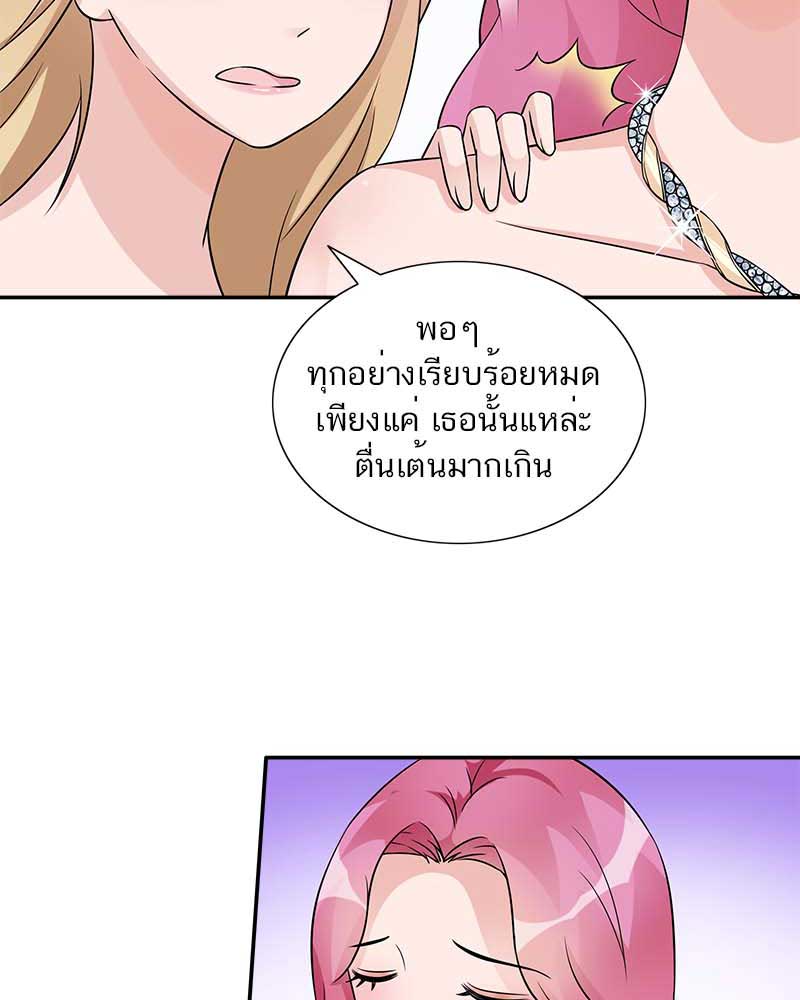 พอๆ
ทุกอย่างเรียบร้อยหมด
เพียงแค่ เธอนั้นแหล่ะ
ตื่นเต้นมากเกิน